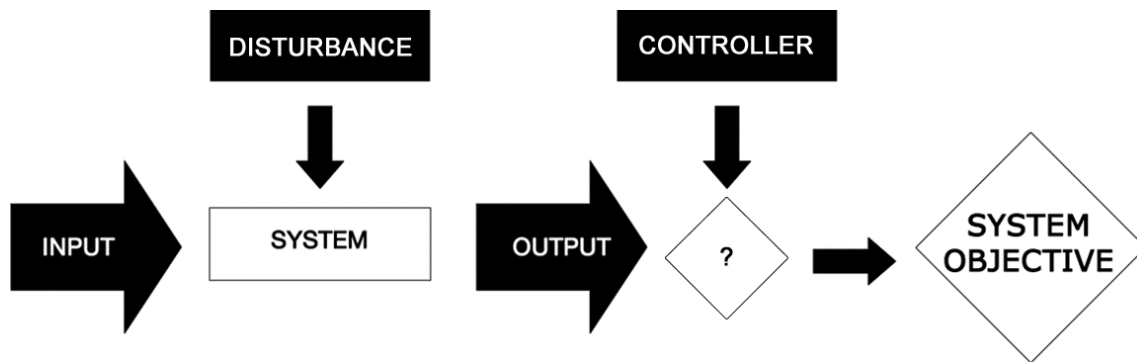 DISTURBANCE
CONTROLLER
INPUT
SYSTEM
OUTPUT
?
SYSTEM
OBJECTIVE